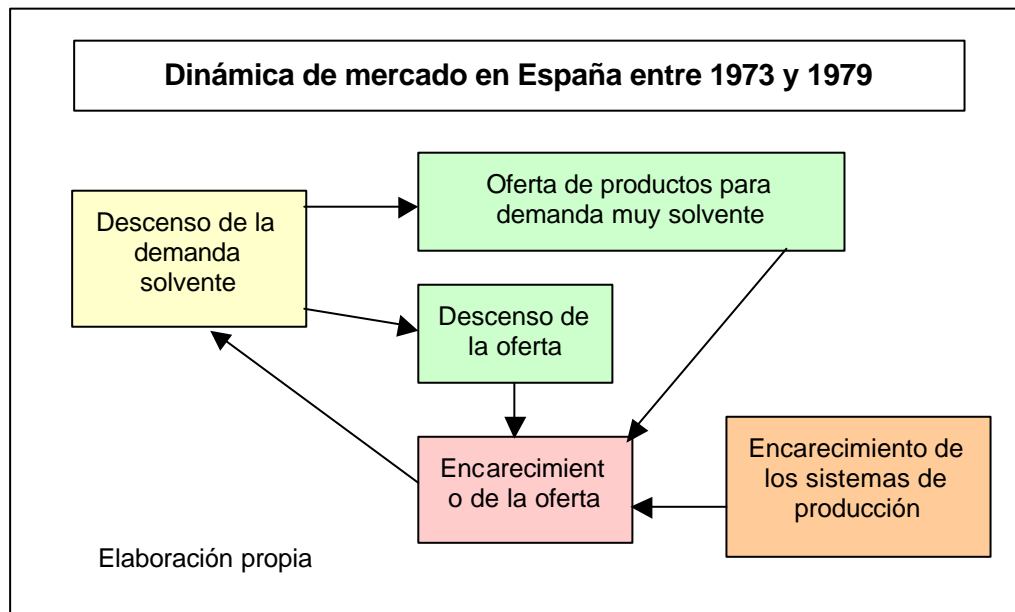 Dinámica de mercado en España entre 1973 y 1979
Oferta de productos para
demanda muy solvente
Descenso de la
demanda
solvente
Descenso de
la oferta
Encarecimient
o de la oferta
Encarecimiento de
los sistemas de
producción
Elaboración propia